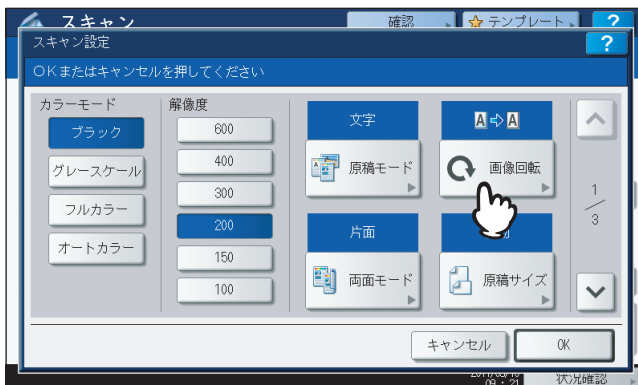 スキャン
確認
テンプレート
?
スキャン設定
?
OKまたはキャンセルを押してください
カラーモード
ブラック
グレースケール
フルカラー
オートカラー
解像度
600
400
300
200
150
100
文字
原稿モード
A⇨A
画像回転
片面
両面モード
原稿サイズ
1
3
キャンセル
OK
09:21
状況確認